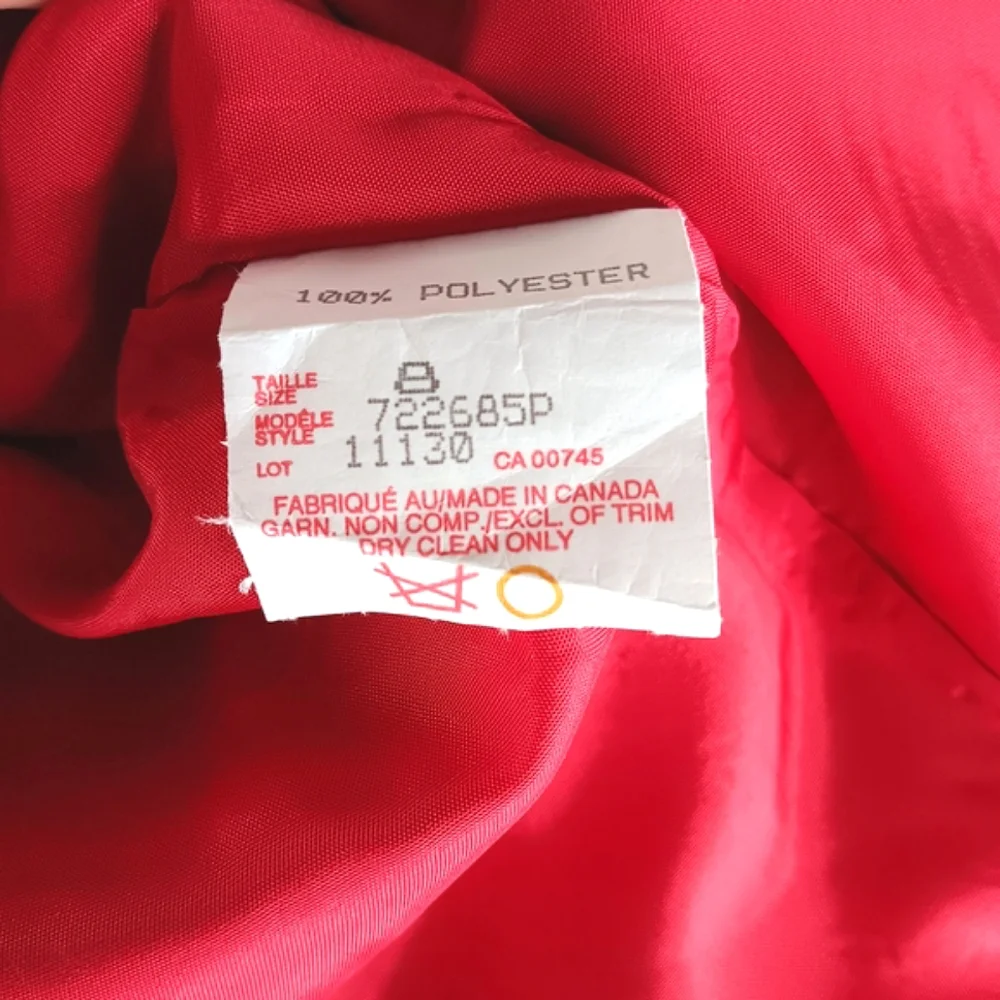 100% POLYESTER
TAILLE
SIZE 8
MODÉLE
STYLE 722685P
LOT 11130 CA 00745
FABRIQUÉ AU/MADE IN CANADA
GARN. NON COMP./EXCL. OF TRIM
DRY CLEAN ONLY